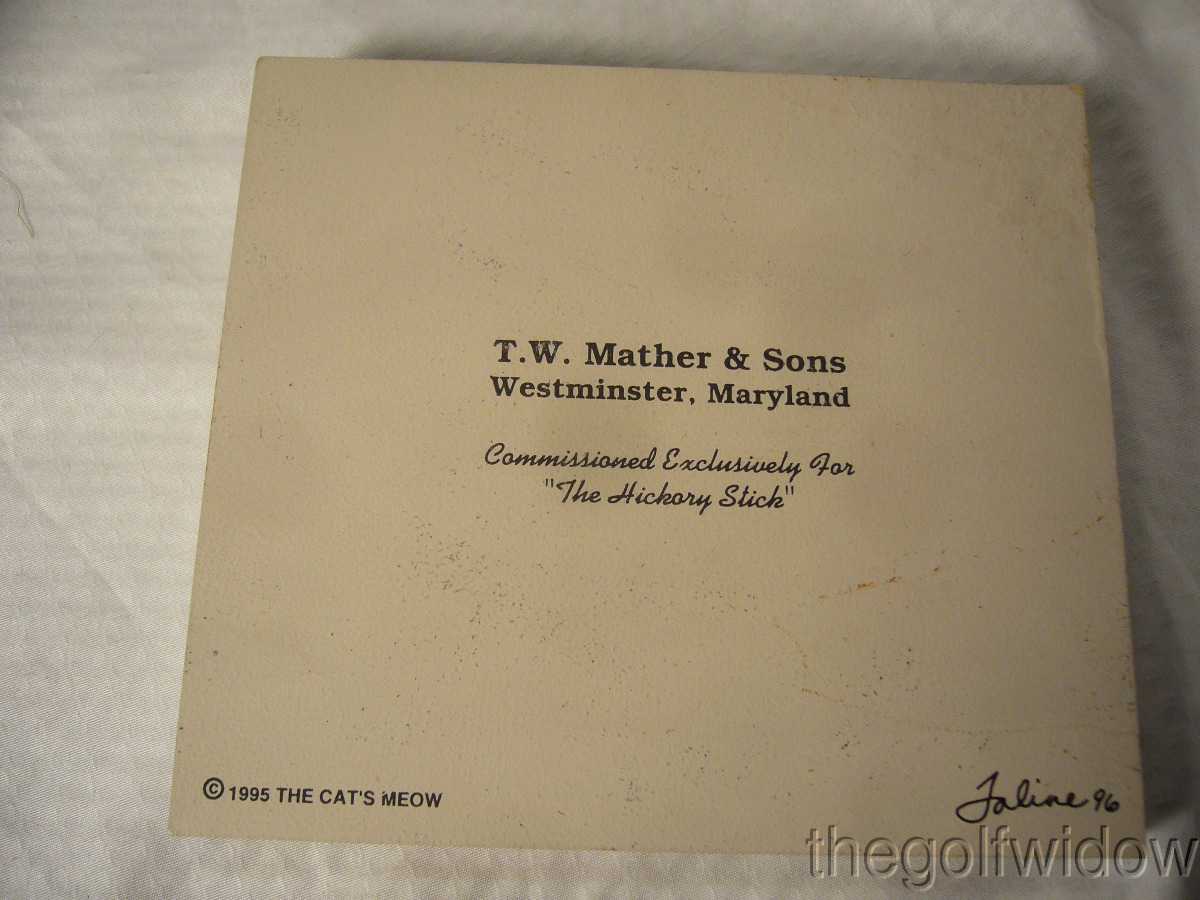 T.W. Mather & Sons
Westminster, Maryland
Commissioned Exclusively For
"The Hickory Stick"
© 1995 THE CAT'S MEOW
Faline 96
thegolfwidow